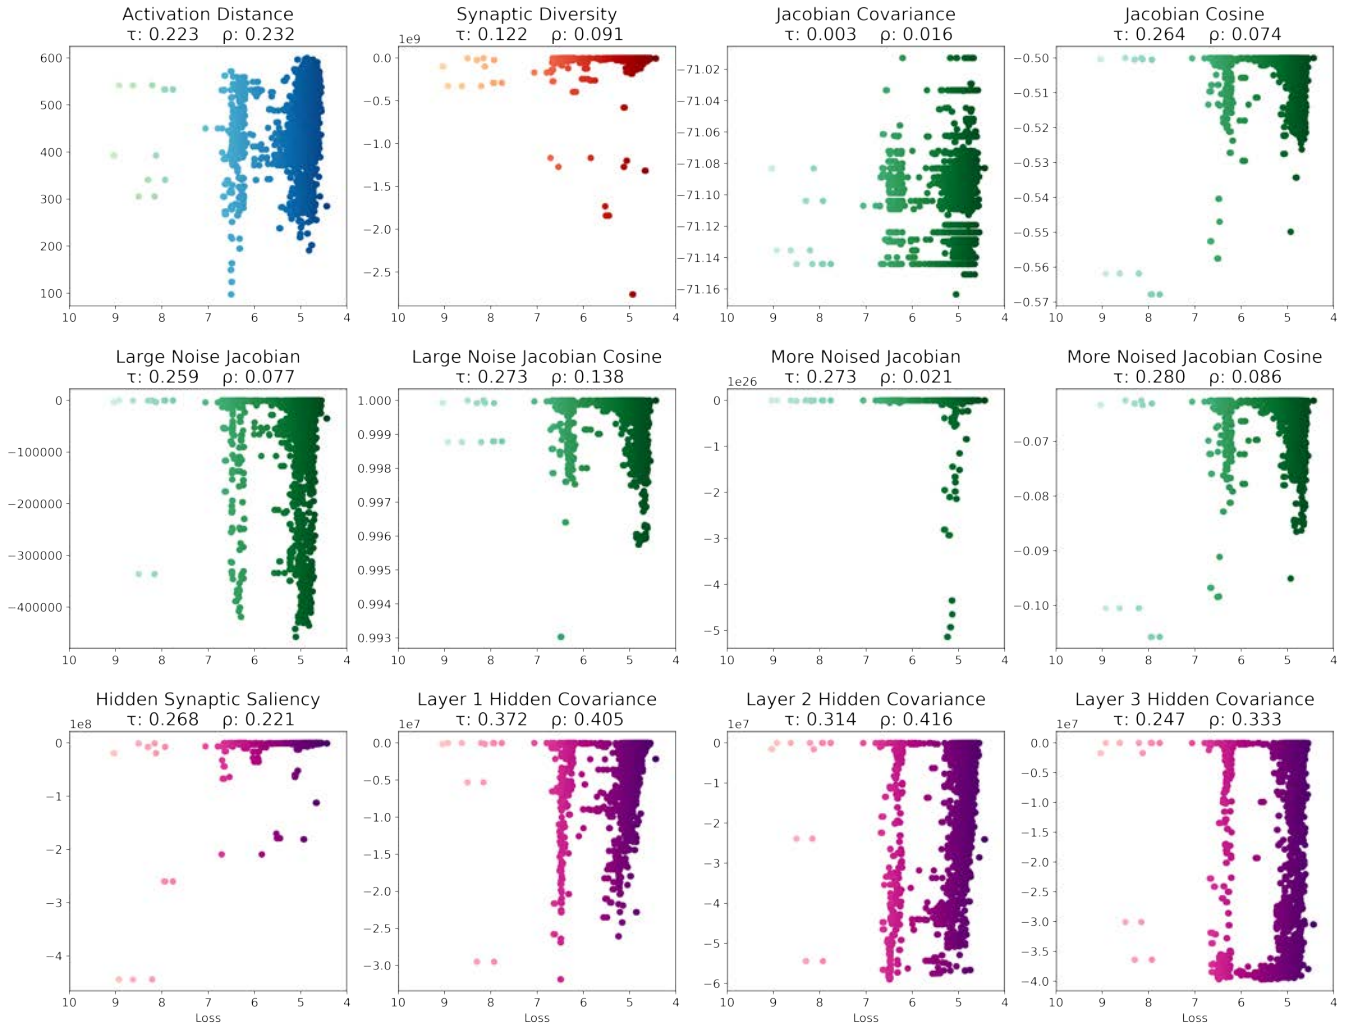 Activation Distance
τ: 0.223 ρ: 0.232
600
500
400
300
200
100
10 9 8 7 6 5 4
Synaptic Diversity
τ: 0.122 ρ: 0.091
1e9
0.0
−0.5
−1.0
−1.5
−2.0
−2.5
10 9 8 7 6 5 4
Jacobian Covariance
τ: 0.003 ρ: 0.016
−71.02
−71.04
−71.06
−71.08
−71.10
−71.12
−71.14
−71.16
10 9 8 7 6 5 4
Jacobian Cosine
τ: 0.264 ρ: 0.074
−0.50
−0.51
−0.52
−0.53
−0.54
−0.55
−0.56
−0.57
10 9 8 7 6 5 4
Large Noise Jacobian
τ: 0.259 ρ: 0.077
0
−100000
−200000
−300000
−400000
10 9 8 7 6 5 4
Large Noise Jacobian Cosine
τ: 0.273 ρ: 0.138
1.000
0.999
0.998
0.997
0.996
0.995
0.994
0.993
10 9 8 7 6 5 4
More Noised Jacobian
τ: 0.273 ρ: 0.021
1e26
0
−1
−2
−3
−4
−5
10 9 8 7 6 5 4
More Noised Jacobian Cosine
τ: 0.280 ρ: 0.086
−0.07
−0.08
−0.09
−0.10
10 9 8 7 6 5 4
Hidden Synaptic Saliency
τ: 0.268 ρ: 0.221
1e8
0
−1
−2
−3
−4
10 9 8 7 6 5 4
Loss
Layer 1 Hidden Covariance
τ: 0.372 ρ: 0.405
1e7
0.0
−0.5
−1.0
−1.5
−2.0
−2.5
−3.0
10 9 8 7 6 5 4
Loss
Layer 2 Hidden Covariance
τ: 0.314 ρ: 0.416
1e7
0
−1
−2
−3
−4
−5
−6
10 9 8 7 6 5 4
Loss
Layer 3 Hidden Covariance
τ: 0.247 ρ: 0.333
1e7
0.0
−0.5
−1.0
−1.5
−2.0
−2.5
−3.0
−3.5
−4.0
10 9 8 7 6 5 4
Loss